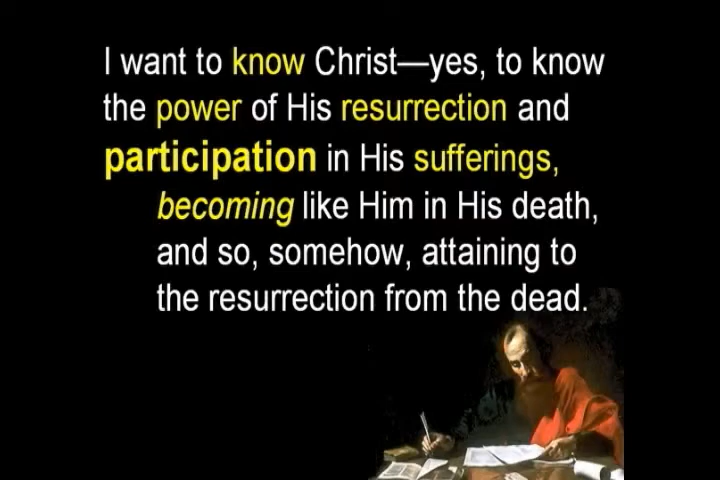 I want to know Christ—yes, to know
the power of His resurrection and
participation in His sufferings,
becoming like Him in His death,
and so, somehow, attaining to
the resurrection from the dead.